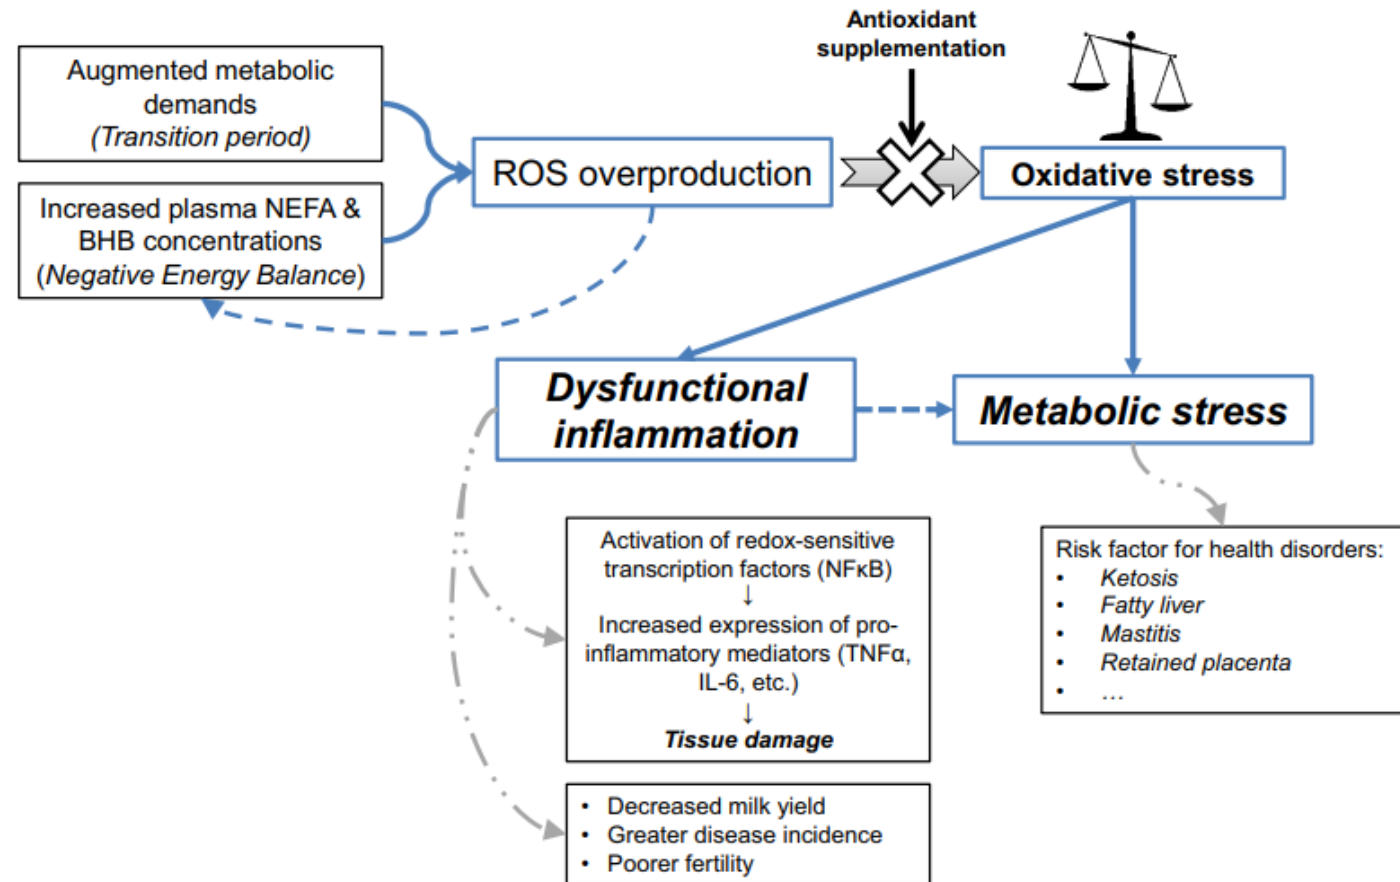 Antioxidant
supplementation
Augmented metabolic
demands
(Transition period)
Increased plasma NEFA &
BHB concentrations
(Negative Energy Balance)
ROS overproduction
Oxidative stress
Dysfunctional
inflammation
Metabolic stress
Activation of redox-sensitive
transcription factors (NFκB)
↓
Increased expression of pro-
inflammatory mediators (TNFα,
IL-6, etc.)
↓
Tissue damage
• Decreased milk yield
• Greater disease incidence
• Poorer fertility
Risk factor for health disorders:
• Ketosis
• Fatty liver
• Mastitis
• Retained placenta
• …